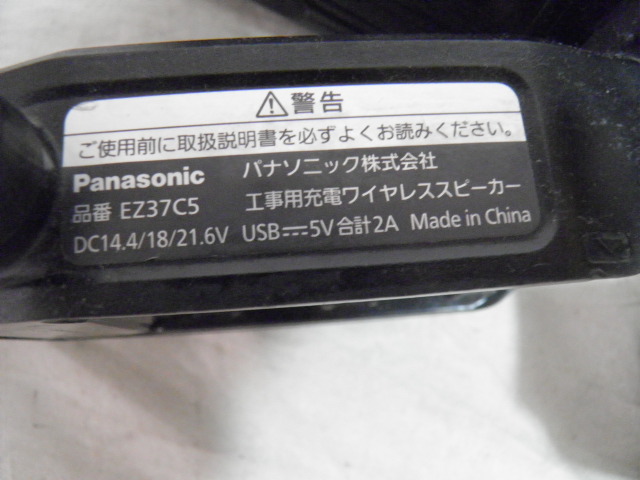 ⚠警告
ご使用前に取扱説明書を必ずよくお読みください。
Panasonic パナソニック株式会社
品番 EZ37C5 工事用充電ワイヤレススピーカー
DC14.4/18/21.6V USB⎓5V合計2A Made in China